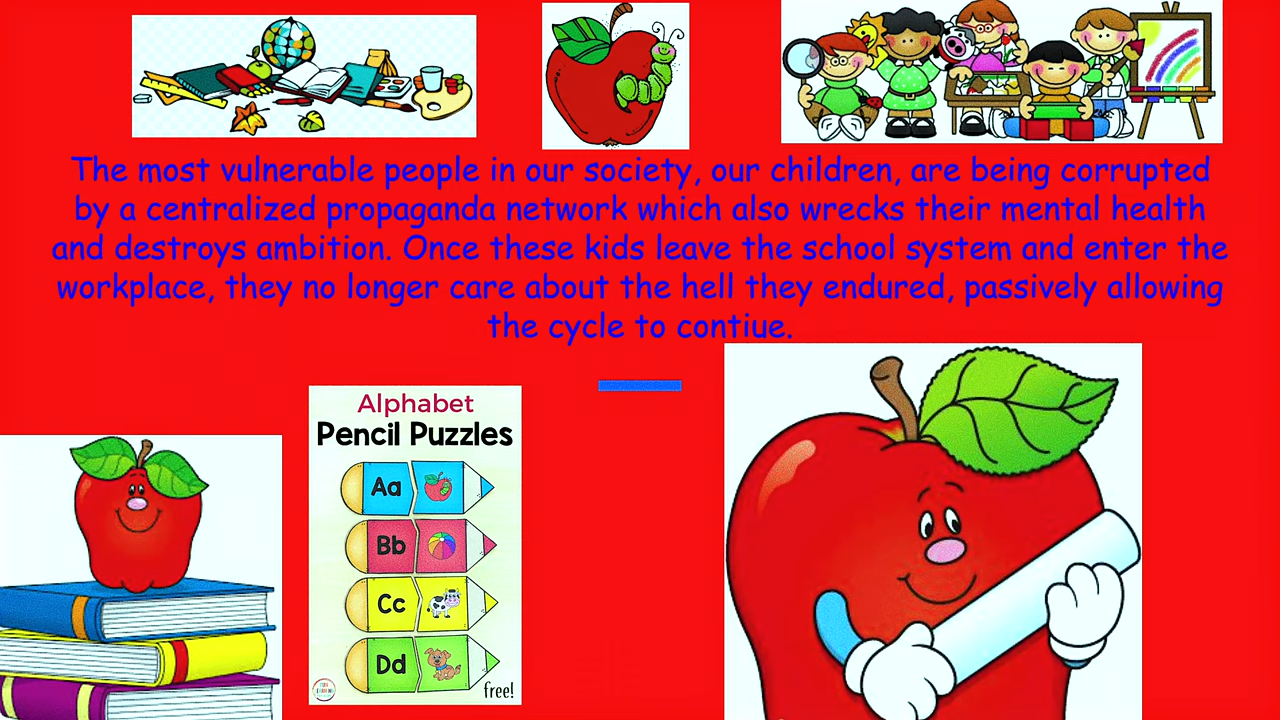 The most vulnerable people in our society, our children, are being corrupted
by a centralized propaganda network which also wrecks their mental health
and destroys ambition. Once these kids leave the school system and enter the
workplace, they no longer care about the hell they endured, passively allowing
the cycle to contiue.
Alphabet
Pencil Puzzles
Aa
Bb
Cc
Dd
free!